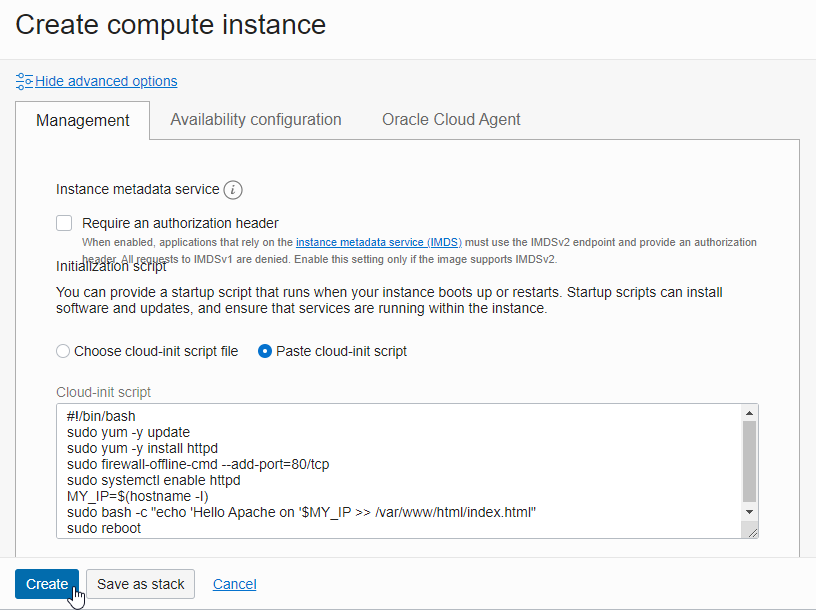 Create compute instance
Hide advanced options
Management
Availability configuration
Oracle Cloud Agent
Instance metadata service i
Require an authorization header
When enabled, applications that rely on the instance metadata service (IMDS) must use the IMDSv2 endpoint and provide an authorization
header. All requests to IMDSv1 are denied. Enable this setting only if the image supports IMDSv2.
Initialization script
You can provide a startup script that runs when your instance boots up or restarts. Startup scripts can install
software and updates, and ensure that services are running within the instance.
Choose cloud-init script file
Paste cloud-init script
Cloud-init script
#!/bin/bash
sudo yum -y update
sudo yum -y install httpd
sudo firewall-offline-cmd --add-port=80/tcp
sudo systemctl enable httpd
MY_IP=$(hostname -I)
sudo bash -c "echo 'Hello Apache on '$MY_IP >> /var/www/html/index.html"
sudo reboot
Create
Save as stack
Cancel